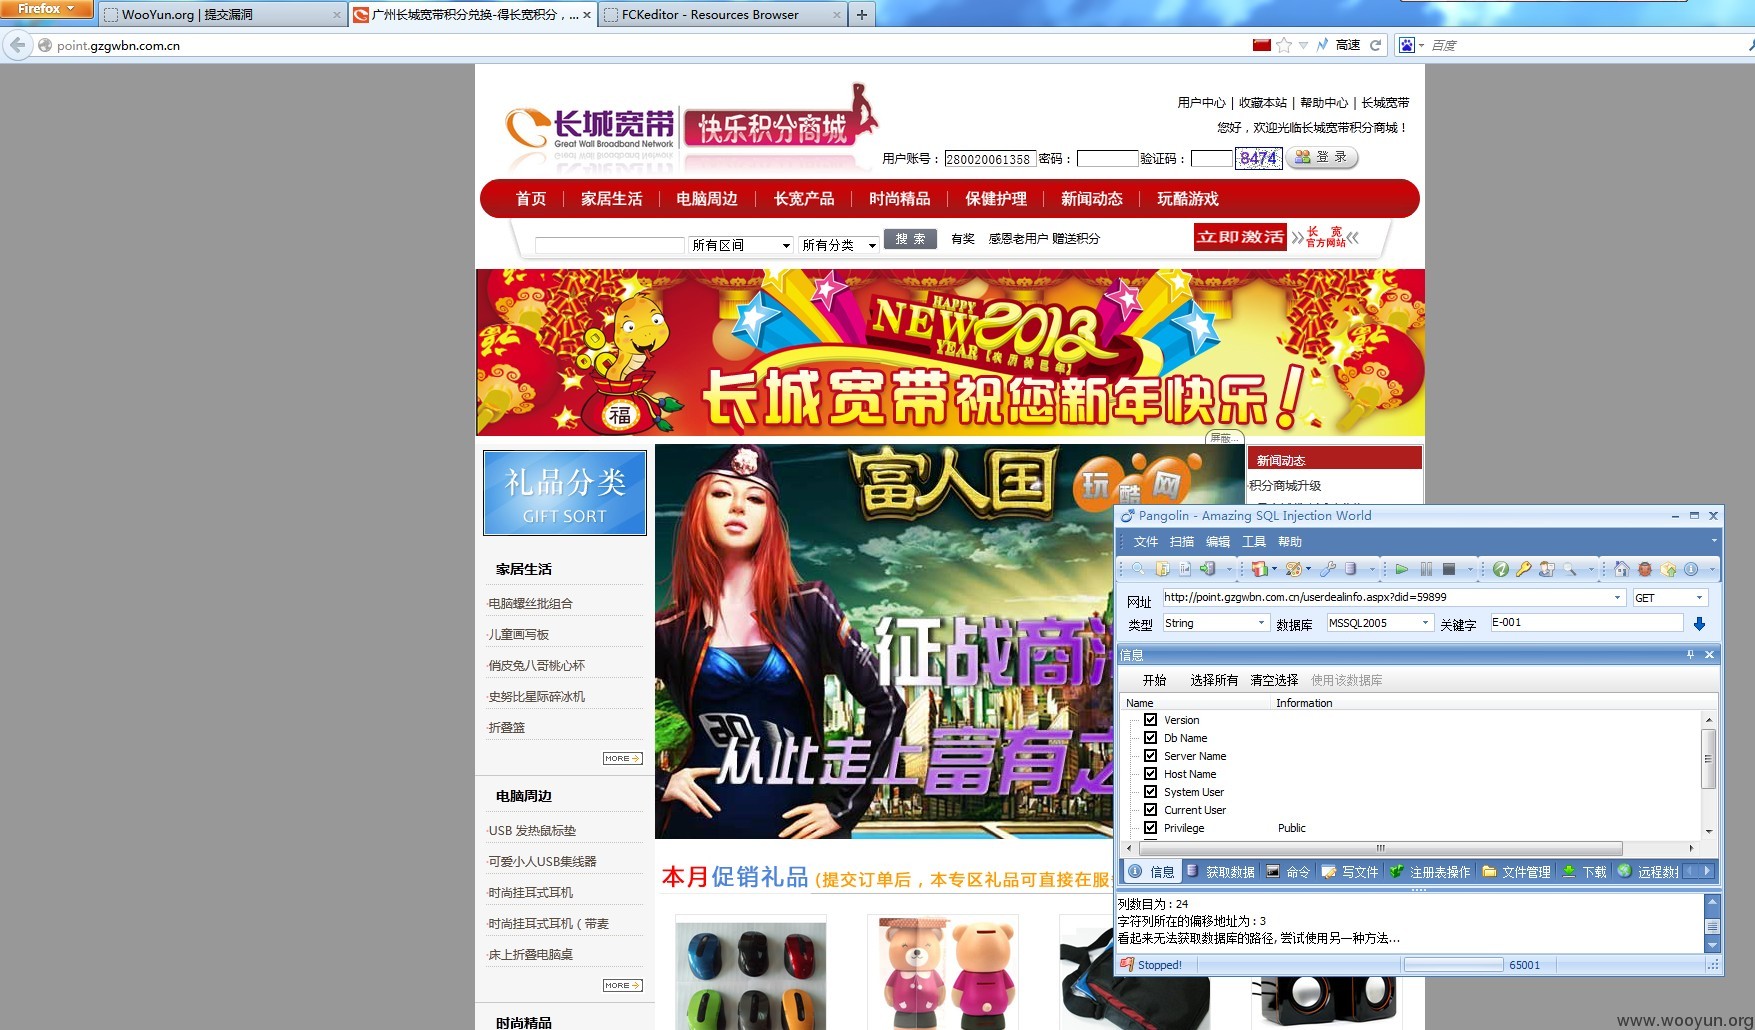 Firefox
WooYun.org | 提交漏洞
广州长城宽带积分兑换-得长宽积分，...
FCKeditor - Resources Browser
point.gzgwbn.com.cn
高速
百度
长城宽带
Great Wall Broadband Network
快乐积分商城
用户中心 | 收藏本站 | 帮助中心 | 长城宽带
您好，欢迎光临长城宽带积分商城！
用户账号： 280020061358 密码： 验证码： 8474 登 录
首页 家居生活 电脑周边 长宽产品 时尚精品 保健护理 新闻动态 玩酷游戏
所有区间 所有分类 搜 索 有奖 感恩老用户 赠送积分
立即激活
长 宽
官方网站
HAPPY
NEW 2013
YEAR【农历癸巳年】
福
长城宽带祝您新年快乐！
屏蔽...
礼品分类
GIFT SORT
家居生活
·电脑螺丝批组合
·儿童画写板
·俏皮兔八哥桃心杯
·史努比星际碎冰机
·折叠篮
MORE
电脑周边
·USB 发热鼠标垫
·可爱小人USB集线器
·时尚挂耳式耳机
·时尚挂耳式耳机（带麦
·床上折叠电脑桌
MORE
时尚精品
富人国
玩酷网
征战商
从此走上富有之
本月促销礼品 (提交订单后，本专区礼品可直接在服
新闻动态
·积分商城升级
Pangolin - Amazing SQL Injection World
文件 扫描 编辑 工具 帮助
网址 http://point.gzgwbn.com.cn/userdealinfo.aspx?did=59899 GET
类型 String 数据库 MSSQL2005 关键字 E-001
信息
开始 选择所有 清空选择 使用该数据库
Name Information
Version
Db Name
Server Name
Host Name
System User
Current User
Privilege Public
信息 获取数据 命令 写文件 注册表操作 文件管理 下载 远程数据
列数目为：24
字符列所在的偏移地址为：3
看起来无法获取数据库的路径, 尝试使用另一种方法...
Stopped! 65001
www.wooyun.org